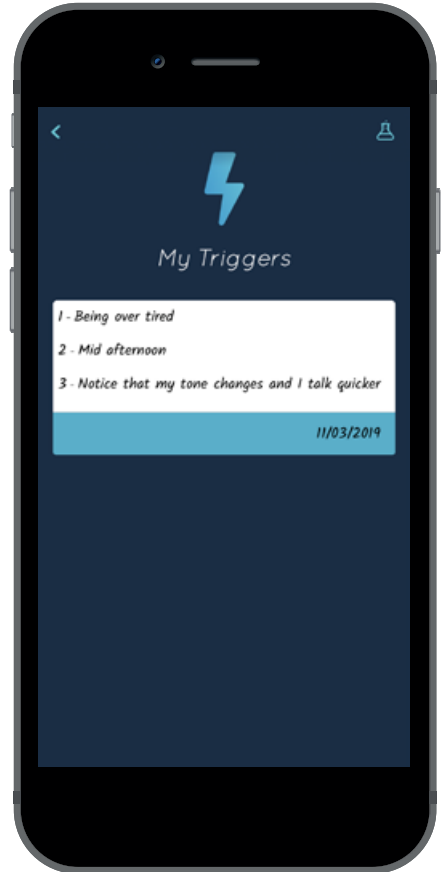 My Triggers
1 - Being over tired
2 - Mid afternoon
3 - Notice that my tone changes and I talk quicker
11/03/2019